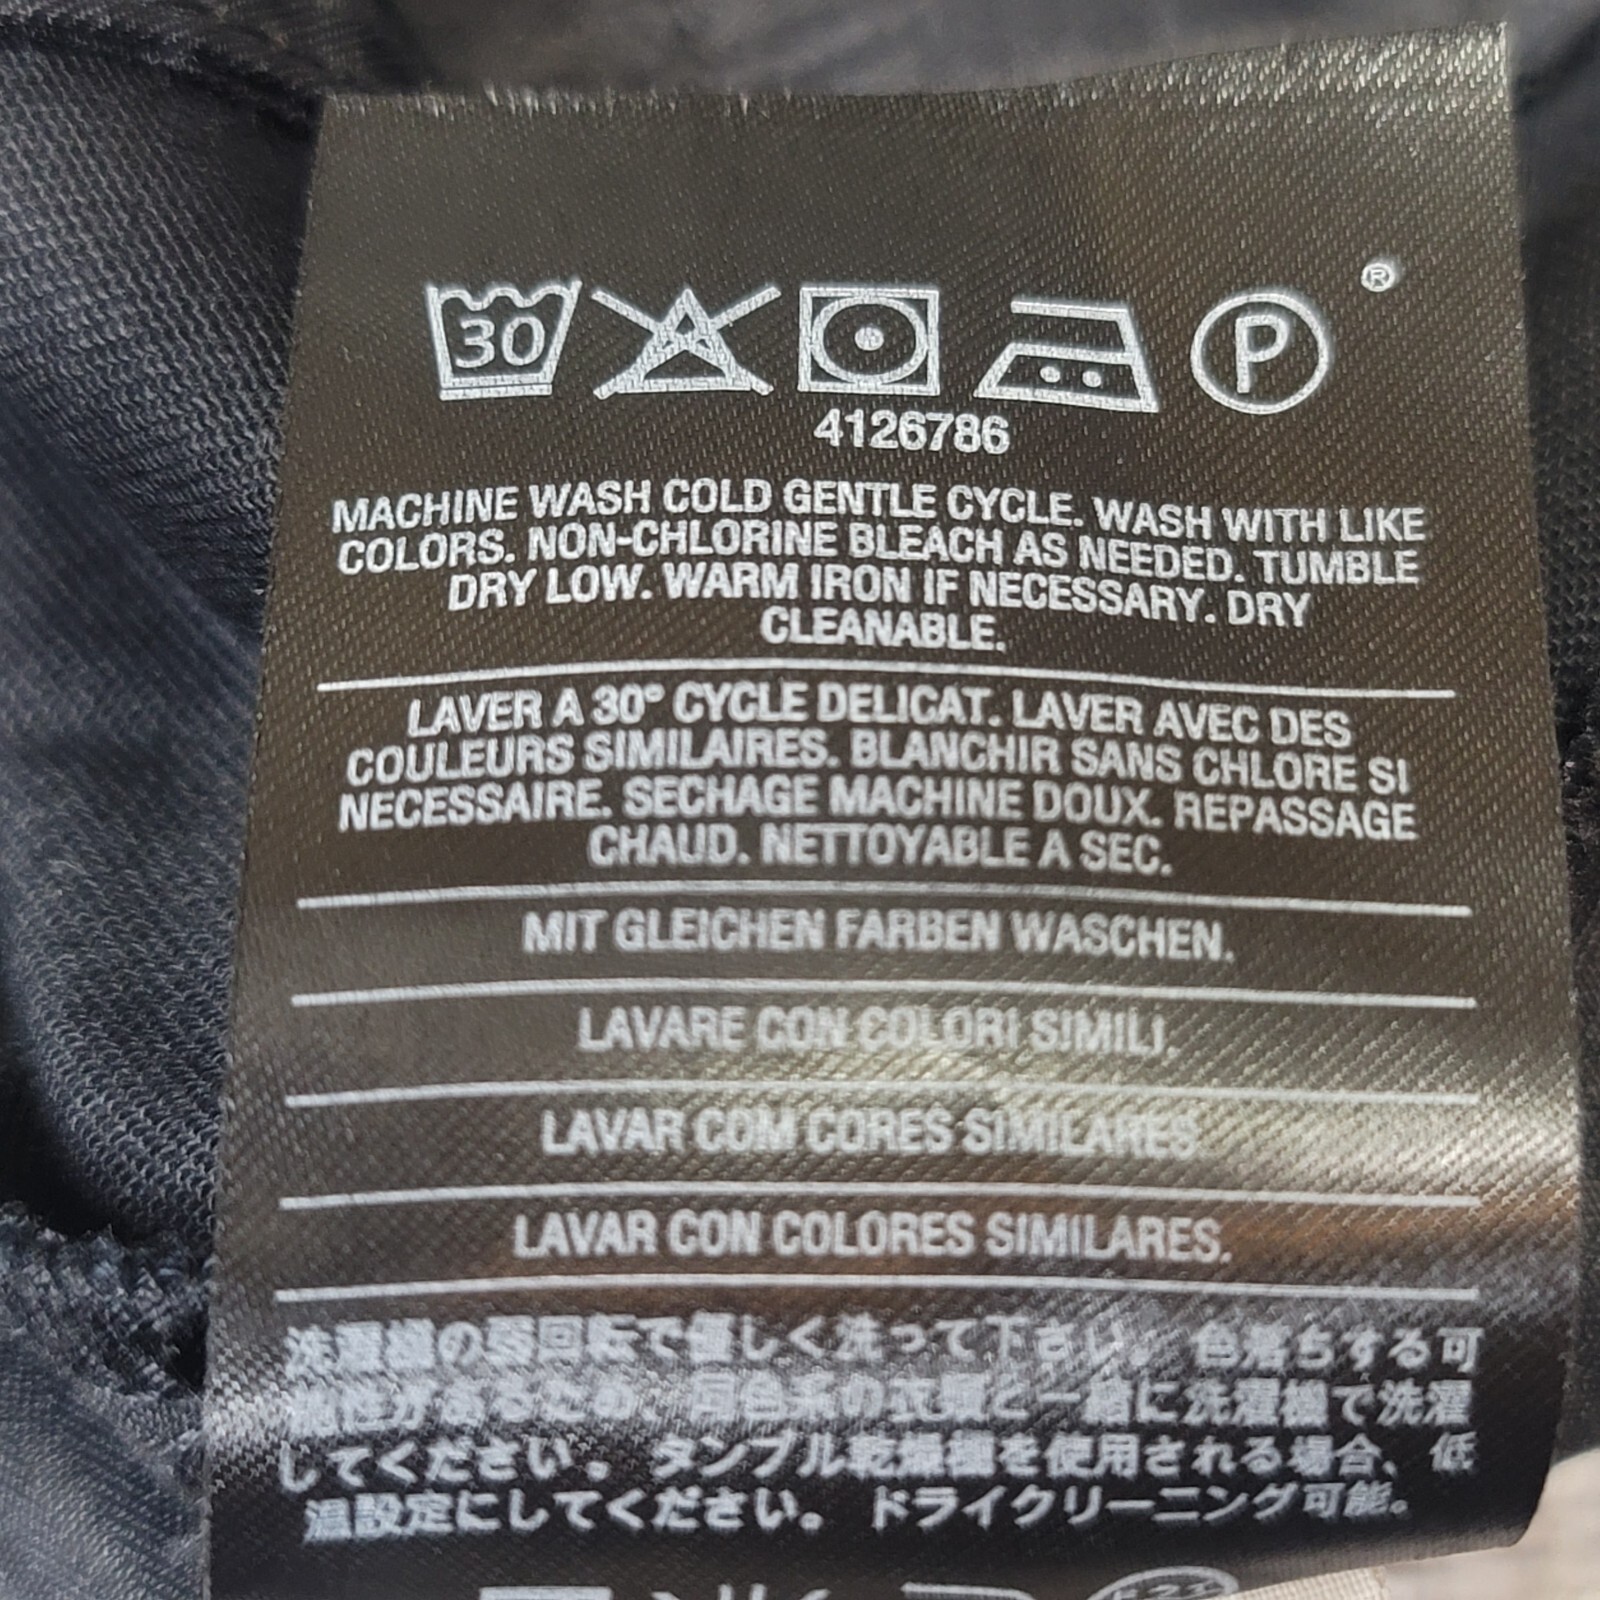 30 P ®
4126786
MACHINE WASH COLD GENTLE CYCLE. WASH WITH LIKE
COLORS. NON-CHLORINE BLEACH AS NEEDED. TUMBLE
DRY LOW. WARM IRON IF NECESSARY. DRY
CLEANABLE.
LAVER A 30° CYCLE DELICAT. LAVER AVEC DES
COULEURS SIMILAIRES. BLANCHIR SANS CHLORE SI
NECESSAIRE. SECHAGE MACHINE DOUX. REPASSAGE
CHAUD. NETTOYABLE A SEC.
MIT GLEICHEN FARBEN WASCHEN.
LAVARE CON COLORI SIMILI.
LAVAR COM CORES SIMILARES
LAVAR CON COLORES SIMILARES.
洗濯機の弱回転で優しく洗って下さい。色落ちする可
能性があるため、同色系の衣類と一緒に洗濯機で洗濯
してください。タンブル乾燥機を使用される場合、低
温設定にしてください。ドライクリーニング可能。